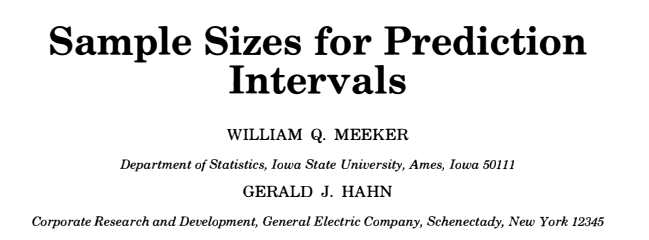 Sample Sizes for Prediction
Intervals
WILLIAM Q. MEEKER
Department of Statistics, Iowa State University, Ames, Iowa 50111
GERALD J. HAHN
Corporate Research and Development, General Electric Company, Schenectady, New York 12345